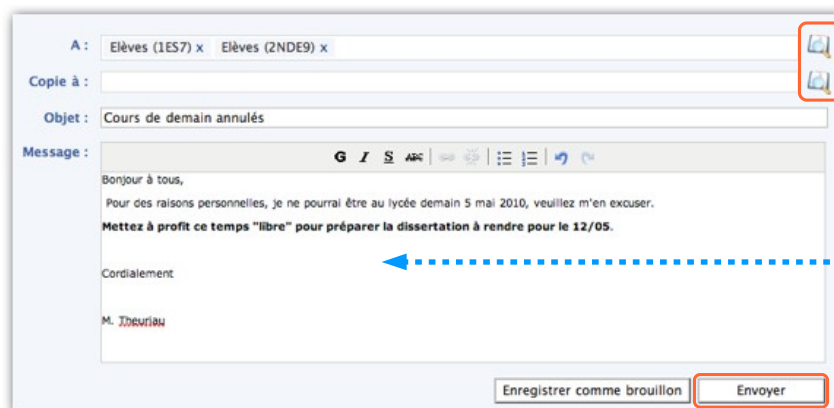 A : Elèves (1ES7) x Elèves (2NDE9) x
Copie à :
Objet : Cours de demain annulés
Message : G I S ABC
Bonjour à tous,
Pour des raisons personnelles, je ne pourrai être au lycée demain 5 mai 2010, veuillez m'en excuser.
Mettez à profit ce temps "libre" pour préparer la dissertation à rendre pour le 12/05.
Cordialement
M. Theuriau
Enregistrer comme brouillon Envoyer